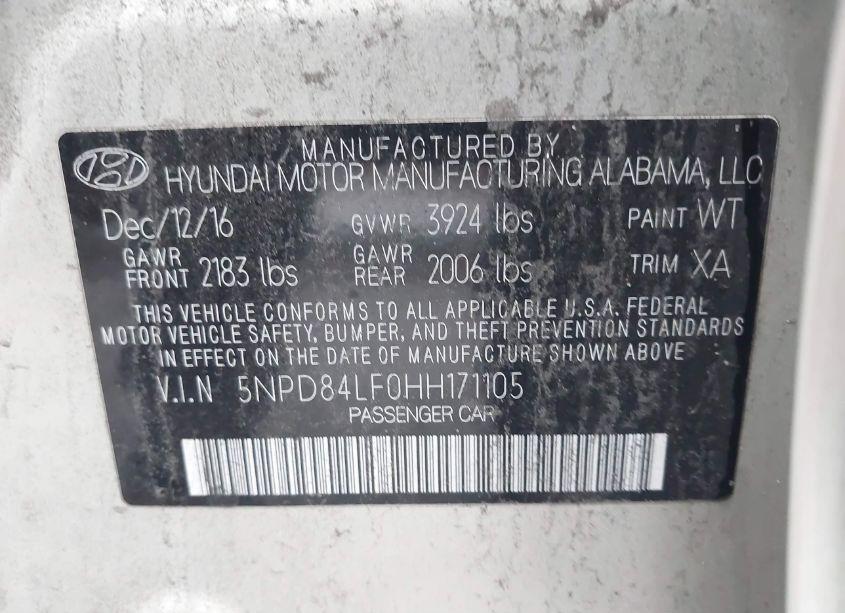 MANUFACTURED BY
HYUNDAI MOTOR MANUFACTURING ALABAMA, LLC
Dec/12/16 GVWR 3924 lbs PAINT WT
GAWR FRONT 2183 lbs GAWR REAR 2006 lbs TRIM XA
THIS VEHICLE CONFORMS TO ALL APPLICABLE U.S.A. FEDERAL
MOTOR VEHICLE SAFETY, BUMPER, AND THEFT PREVENTION STANDARDS
IN EFFECT ON THE DATE OF MANUFACTURE SHOWN ABOVE
V.I.N 5NPD84LF0HH171105
PASSENGER CAR